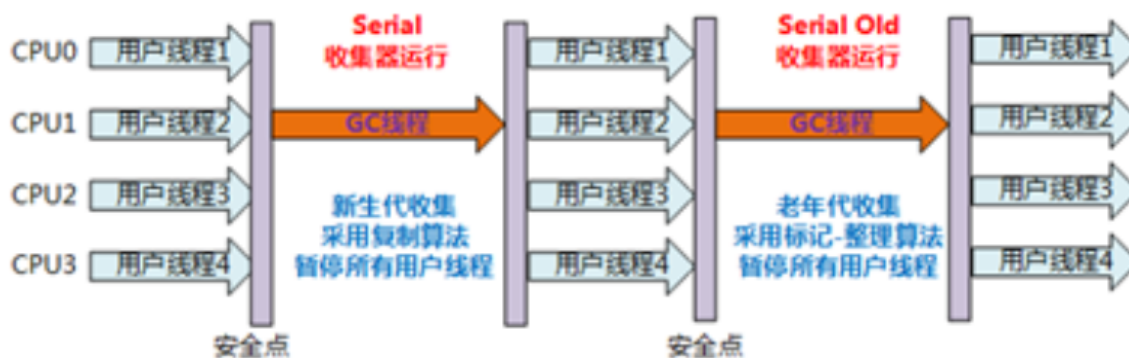 Serial
收集器运行
Serial Old
收集器运行
CPU0
用户线程1
用户线程1
用户线程1
CPU1
用户线程2
GC线程
用户线程2
GC线程
用户线程2
CPU2
用户线程3
用户线程3
用户线程3
CPU3
用户线程4
用户线程4
用户线程4
新生代收集
采用复制算法
暂停所有用户线程
老年代收集
采用标记-整理算法
暂停所有用户线程
安全点
安全点